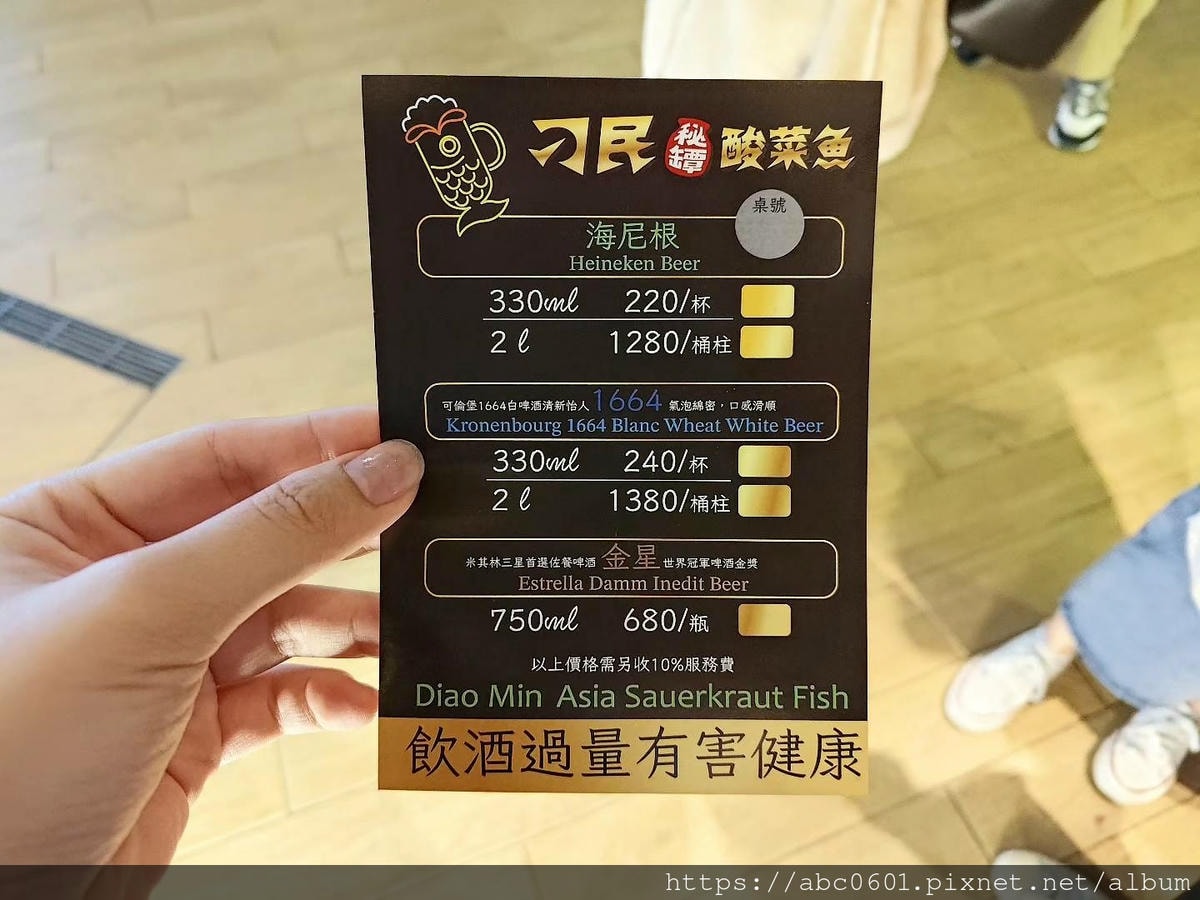 刁民 秘罈 酸菜魚
桌號
海尼根
Heineken Beer
330ml 220/杯
2 l 1280/桶柱
可倫堡1664白啤酒清新怡人 1664 氣泡綿密，口感滑順
Kronenbourg 1664 Blanc Wheat White Beer
330ml 240/杯
2 l 1380/桶柱
米其林三星首選佐餐啤酒 金星 世界冠軍啤酒金獎
Estrella Damm Inedit Beer
750ml 680/瓶
以上價格需另收10%服務費
Diao Min Asia Sauerkraut Fish
飲酒過量有害健康
https://abc0601.pixnet.net/album